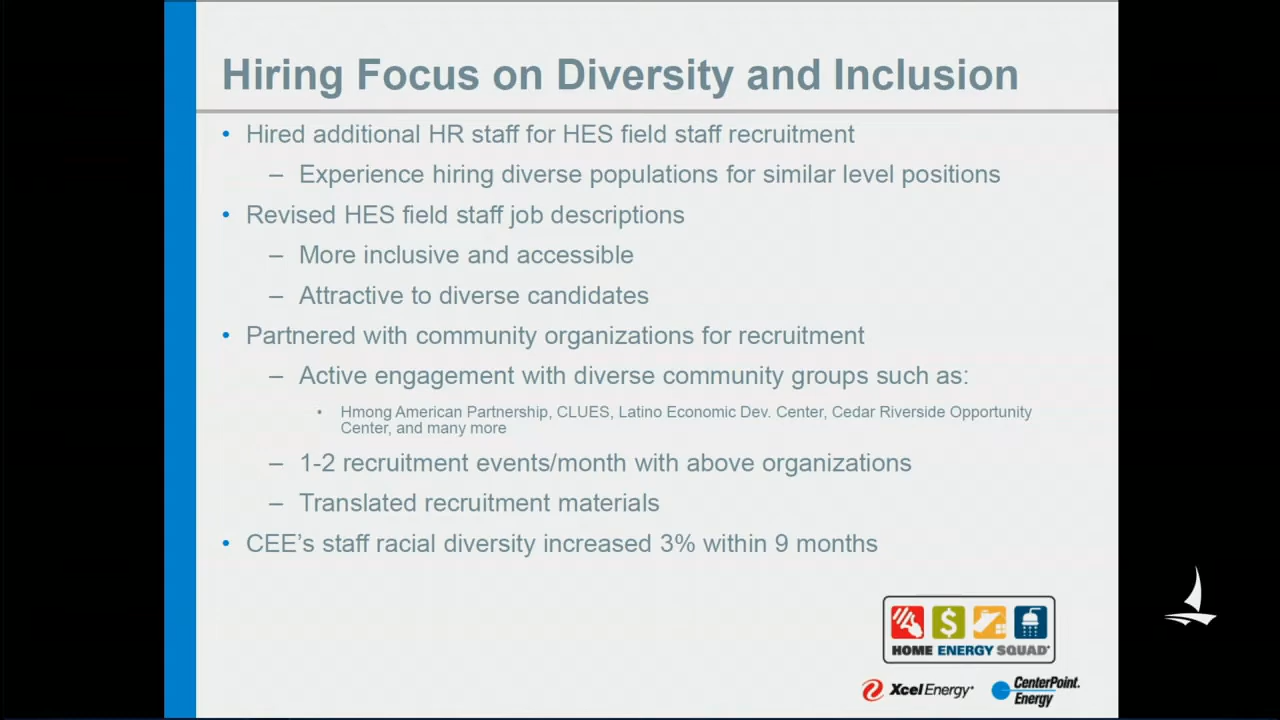 Hiring Focus on Diversity and Inclusion
• Hired additional HR staff for HES field staff recruitment
– Experience hiring diverse populations for similar level positions
• Revised HES field staff job descriptions
– More inclusive and accessible
– Attractive to diverse candidates
• Partnered with community organizations for recruitment
– Active engagement with diverse community groups such as:
• Hmong American Partnership, CLUES, Latino Economic Dev. Center, Cedar Riverside Opportunity
Center, and many more
– 1-2 recruitment events/month with above organizations
– Translated recruitment materials
• CEE’s staff racial diversity increased 3% within 9 months
$
HOME ENERGY SQUAD
Xcel Energy
CenterPoint.
Energy